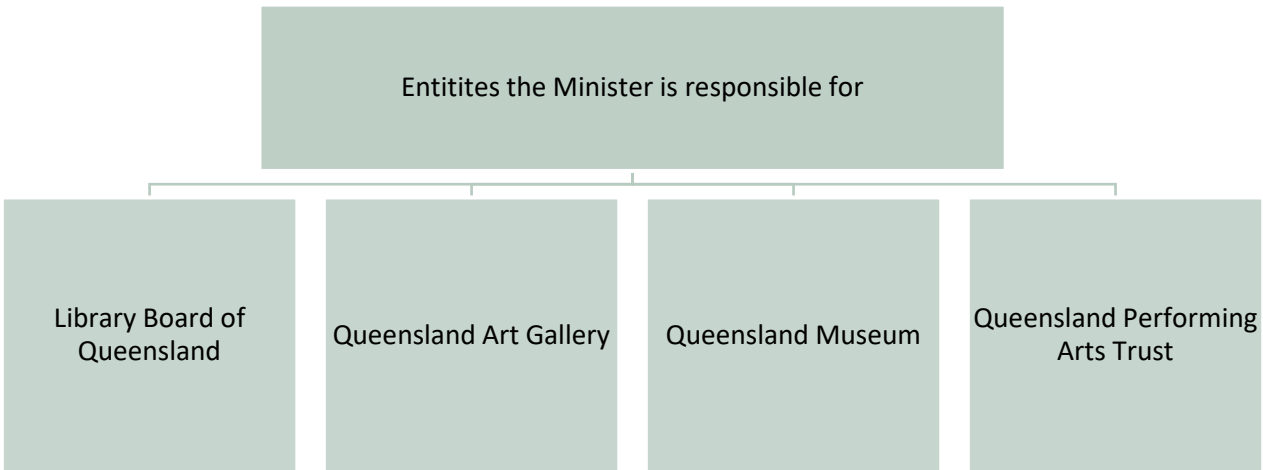 Entitites the Minister is responsible for
Library Board of
Queensland
Queensland Art Gallery
Queensland Museum
Queensland Performing
Arts Trust